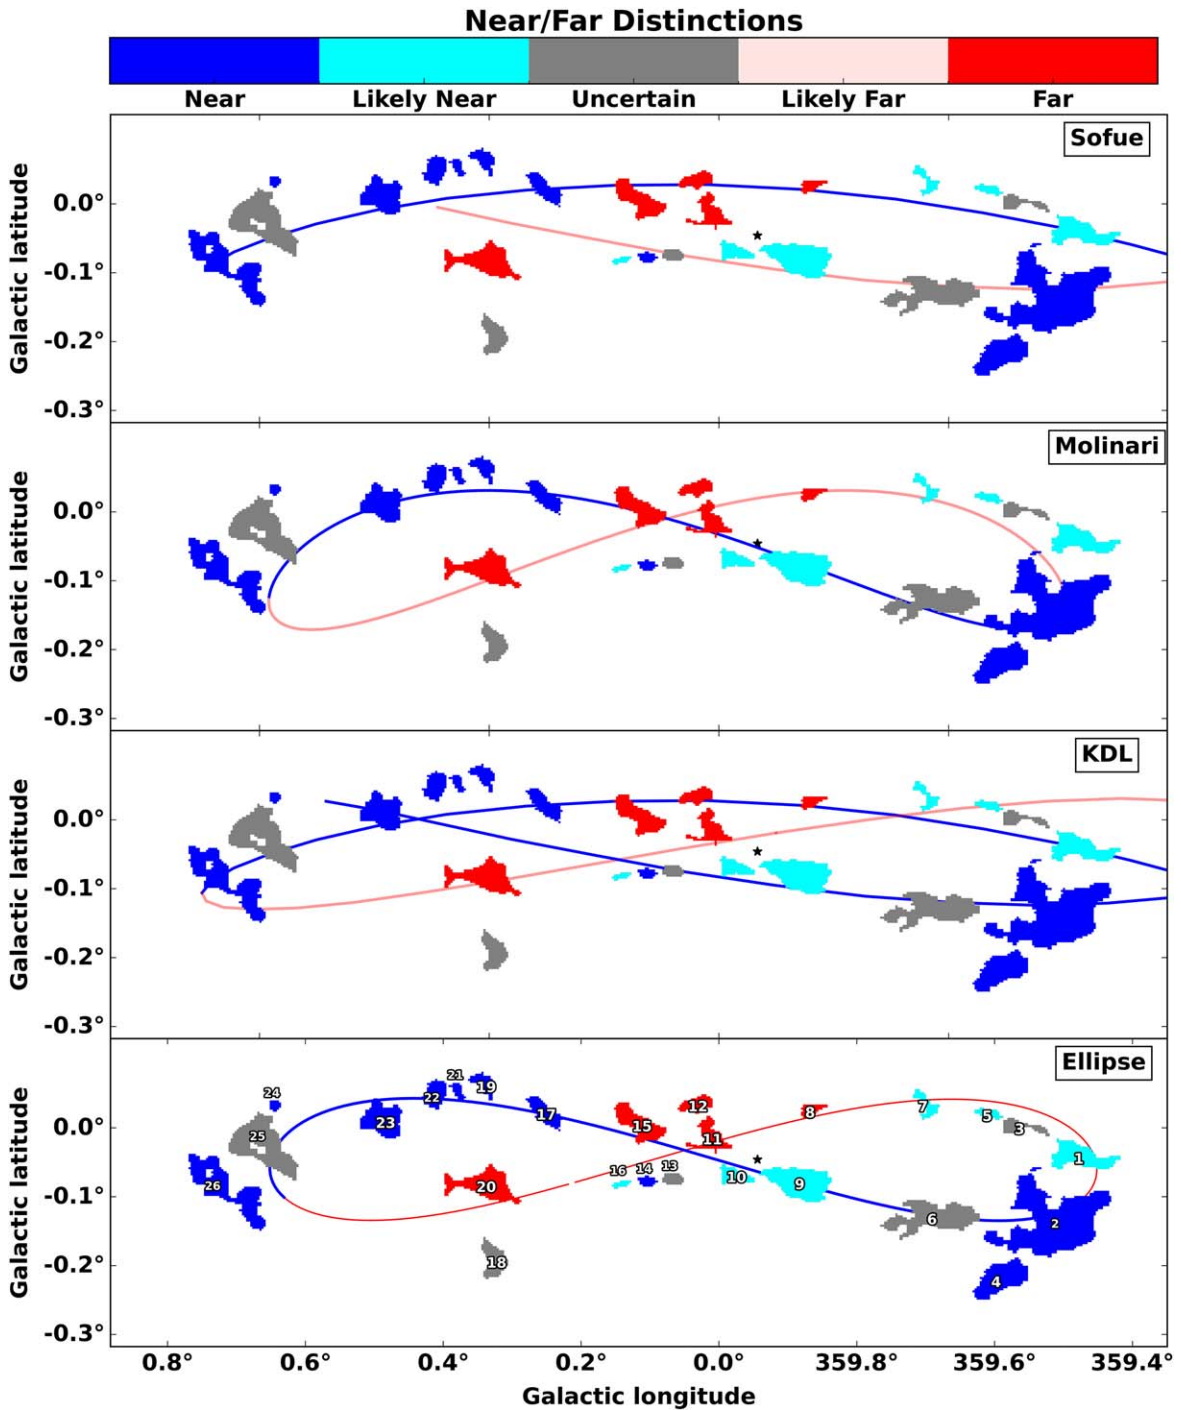 Near/Far Distinctions
Near Likely Near Uncertain Likely Far Far
Sofue
Galactic latitude
0.0°
-0.1°
-0.2°
-0.3°
Molinari
Galactic latitude
0.0°
-0.1°
-0.2°
-0.3°
KDL
Galactic latitude
0.0°
-0.1°
-0.2°
-0.3°
Ellipse
Galactic latitude
0.0°
-0.1°
-0.2°
-0.3°
21
24 22 19 12 7
23 17 15 8 5
25 11 3
16 14 13 1
26 20 10 9
6 2
18 4
0.8° 0.6° 0.4° 0.2° 0.0° 359.8° 359.6° 359.4°
Galactic longitude